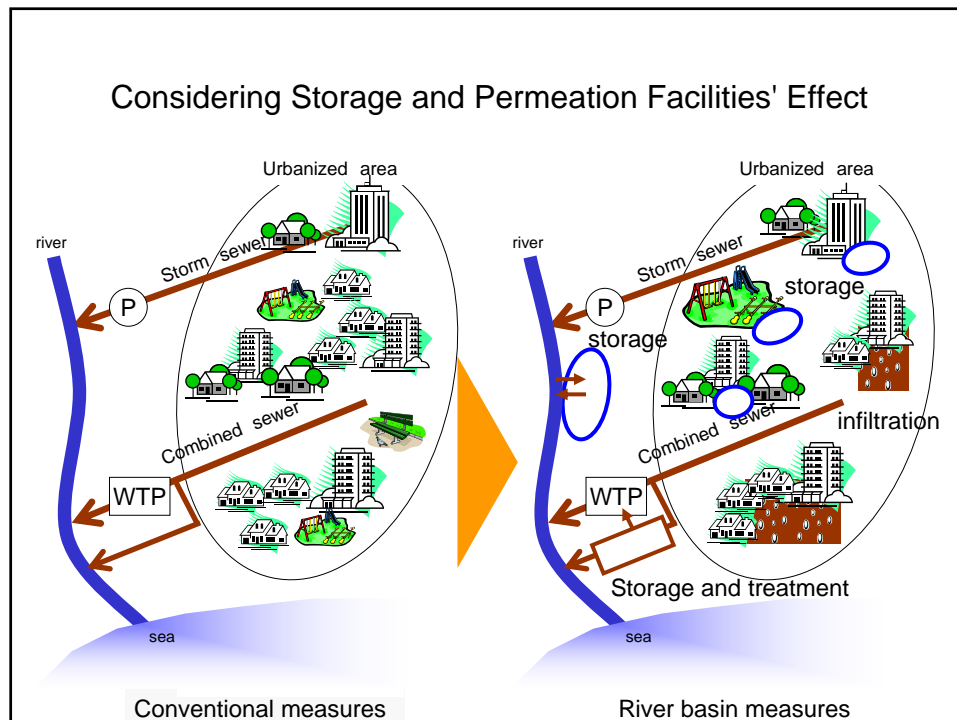 Considering Storage and Permeation Facilities' Effect
Urbanized area
river
Storm sewer
P
Combined sewer
WTP
sea
Conventional measures
Urbanized area
river
Storm sewer
storage
P
storage
infiltration
Combined sewer
WTP
Storage and treatment
sea
River basin measures